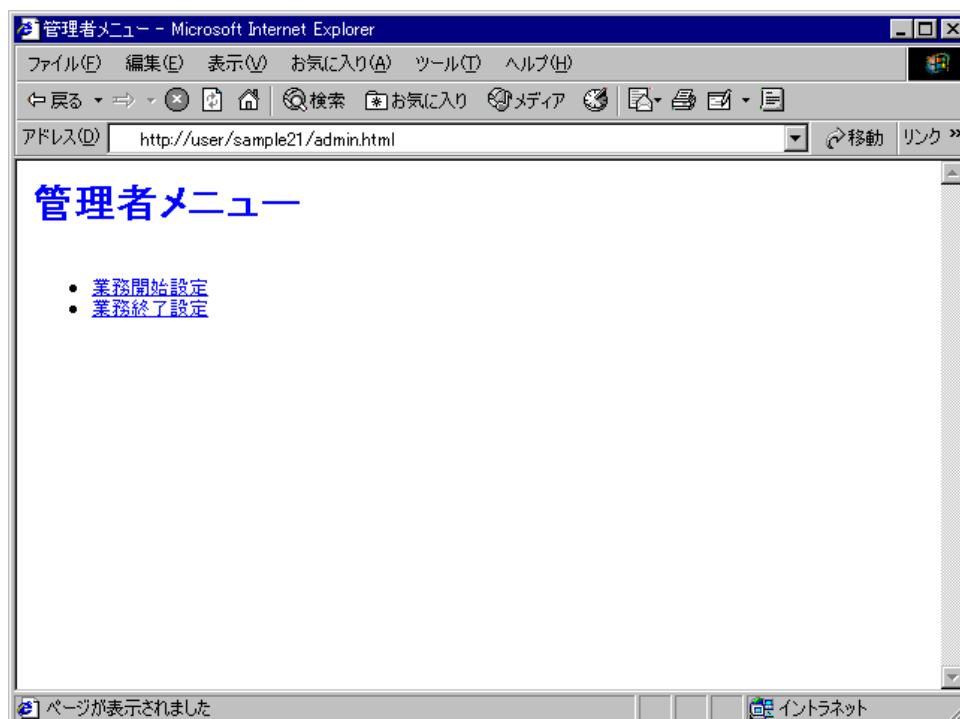 管理者メニュー - Microsoft Internet Explorer
ファイル(F) 編集(E) 表示(V) お気に入り(A) ツール(T) ヘルプ(H)
戻る 検索 お気に入り メディア
アドレス(D) http://user/sample21/admin.html 移動 リンク »
管理者メニュー
• 業務開始設定
• 業務終了設定
ページが表示されました イントラネット